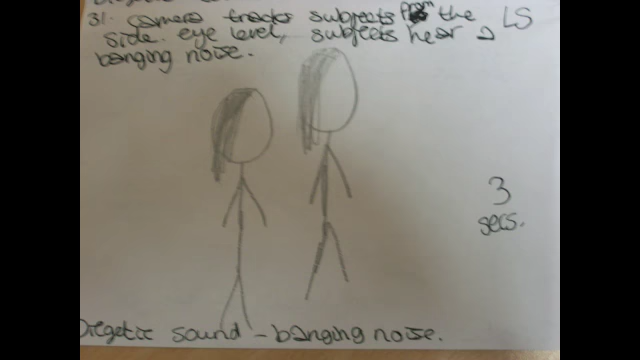 31. camera tracks subjects from the LS
side. eye level, subjects hear a
banging noise.
3
secs.
Diegetic sound - banging noise.